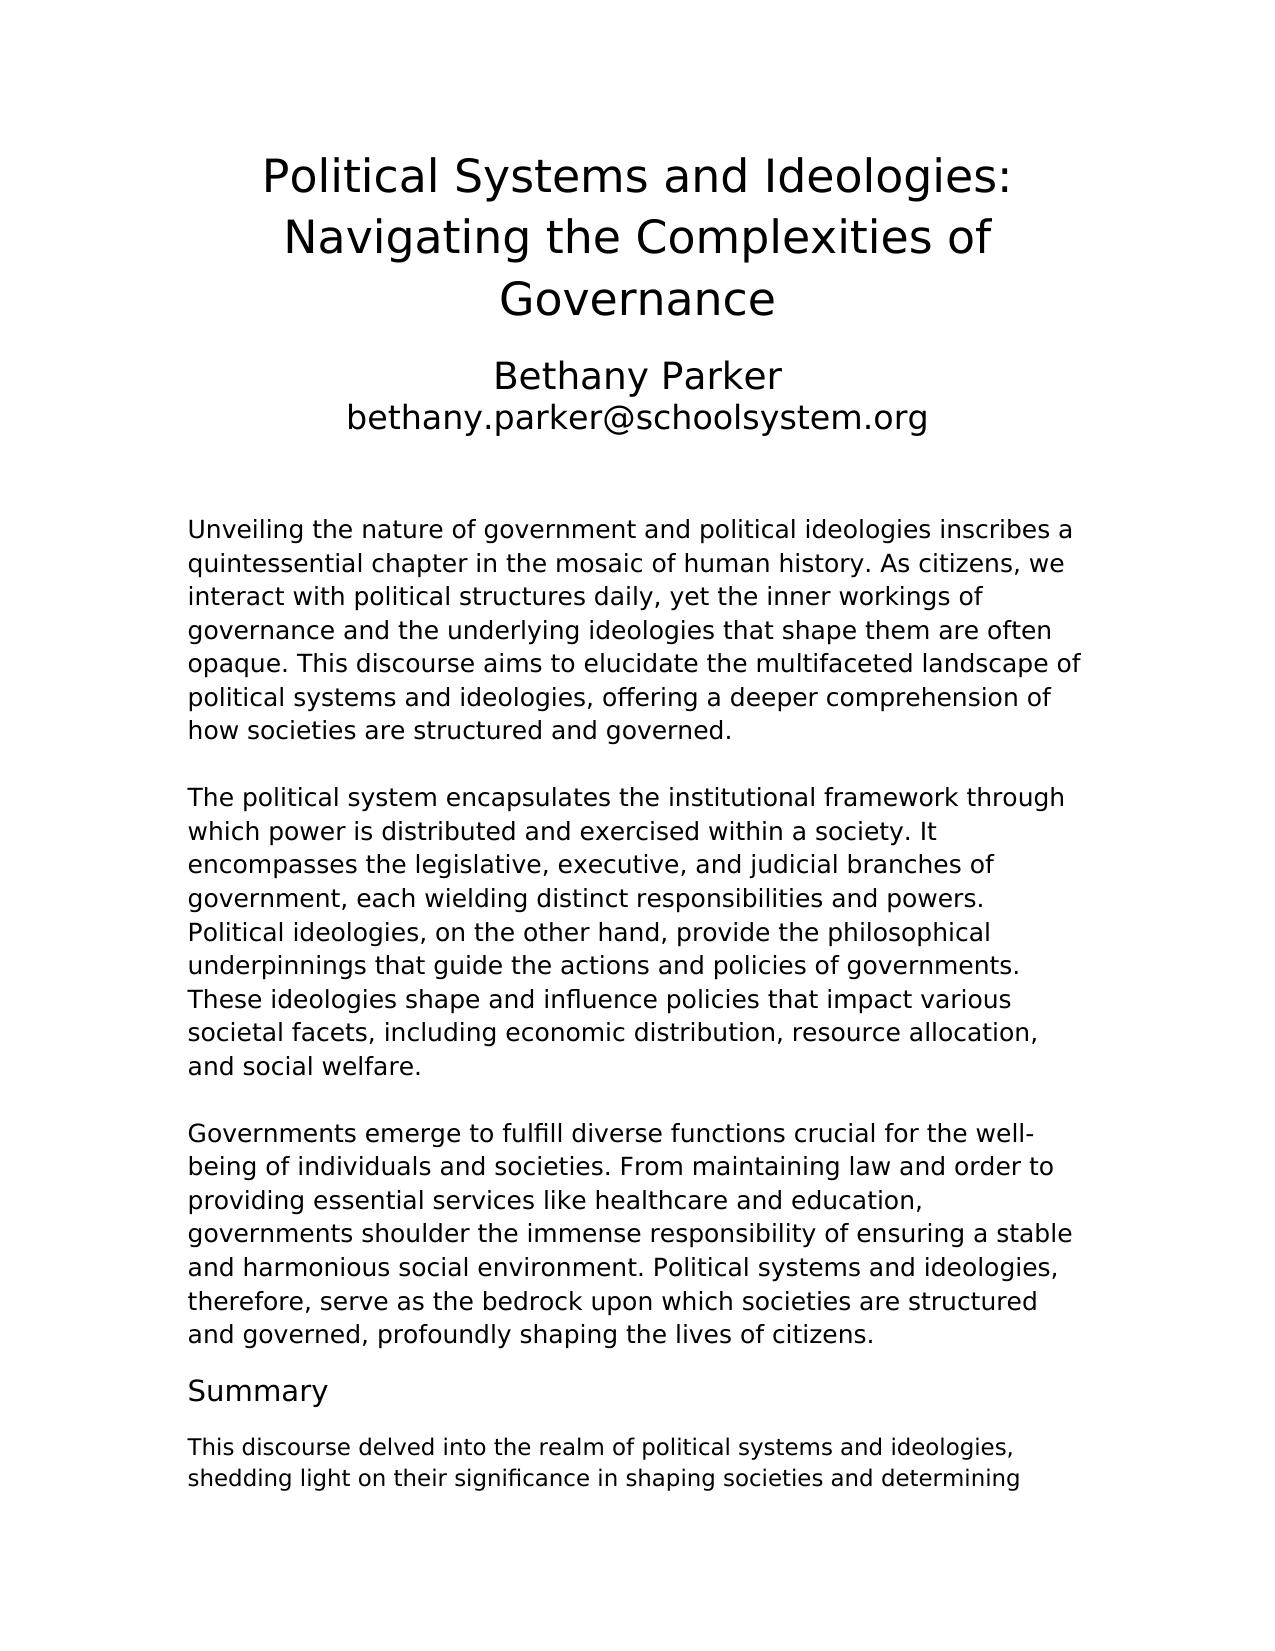 Political Systems and Ideologies:
Navigating the Complexities of
Governance
Bethany Parker
bethany.parker@schoolsystem.org
Unveiling the nature of government and political ideologies inscribes a
quintessential chapter in the mosaic of human history. As citizens, we
interact with political structures daily, yet the inner workings of
governance and the underlying ideologies that shape them are often
opaque. This discourse aims to elucidate the multifaceted landscape of
political systems and ideologies, offering a deeper comprehension of
how societies are structured and governed.
The political system encapsulates the institutional framework through
which power is distributed and exercised within a society. It
encompasses the legislative, executive, and judicial branches of
government, each wielding distinct responsibilities and powers.
Political ideologies, on the other hand, provide the philosophical
underpinnings that guide the actions and policies of governments.
These ideologies shape and influence policies that impact various
societal facets, including economic distribution, resource allocation,
and social welfare.
Governments emerge to fulfill diverse functions crucial for the well-
being of individuals and societies. From maintaining law and order to
providing essential services like healthcare and education,
governments shoulder the immense responsibility of ensuring a stable
and harmonious social environment. Political systems and ideologies,
therefore, serve as the bedrock upon which societies are structured
and governed, profoundly shaping the lives of citizens.
Summary
This discourse delved into the realm of political systems and ideologies,
shedding light on their significance in shaping societies and determining